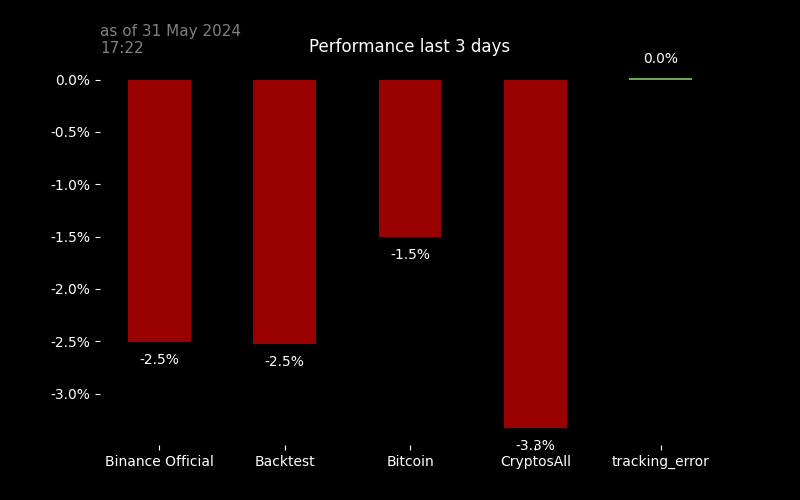 as of 31 May 2024
17:22
Performance last 3 days
0.0%
0.0%
-0.5%
-1.0%
-1.5%
-1.5%
-2.0%
-2.5%
-2.5%
-2.5%
-3.0%
-3.3%
Binance Official
Backtest
Bitcoin
CryptosAll
tracking_error